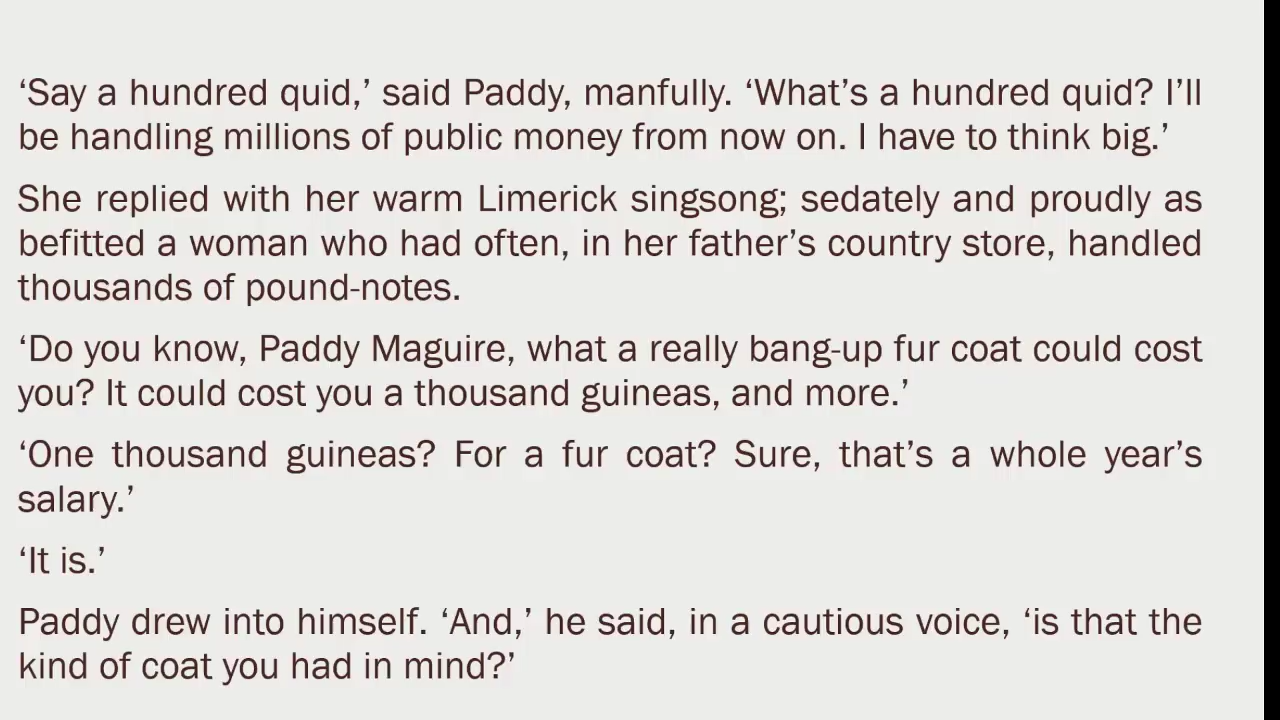 ‘Say a hundred quid,’ said Paddy, manfully. ‘What’s a hundred quid? I’ll
be handling millions of public money from now on. I have to think big.’
She replied with her warm Limerick singsong; sedately and proudly as
befitted a woman who had often, in her father’s country store, handled
thousands of pound-notes.
‘Do you know, Paddy Maguire, what a really bang-up fur coat could cost
you? It could cost you a thousand guineas, and more.’
‘One thousand guineas? For a fur coat? Sure, that’s a whole year’s
salary.’
‘It is.’
Paddy drew into himself. ‘And,’ he said, in a cautious voice, ‘is that the
kind of coat you had in mind?’